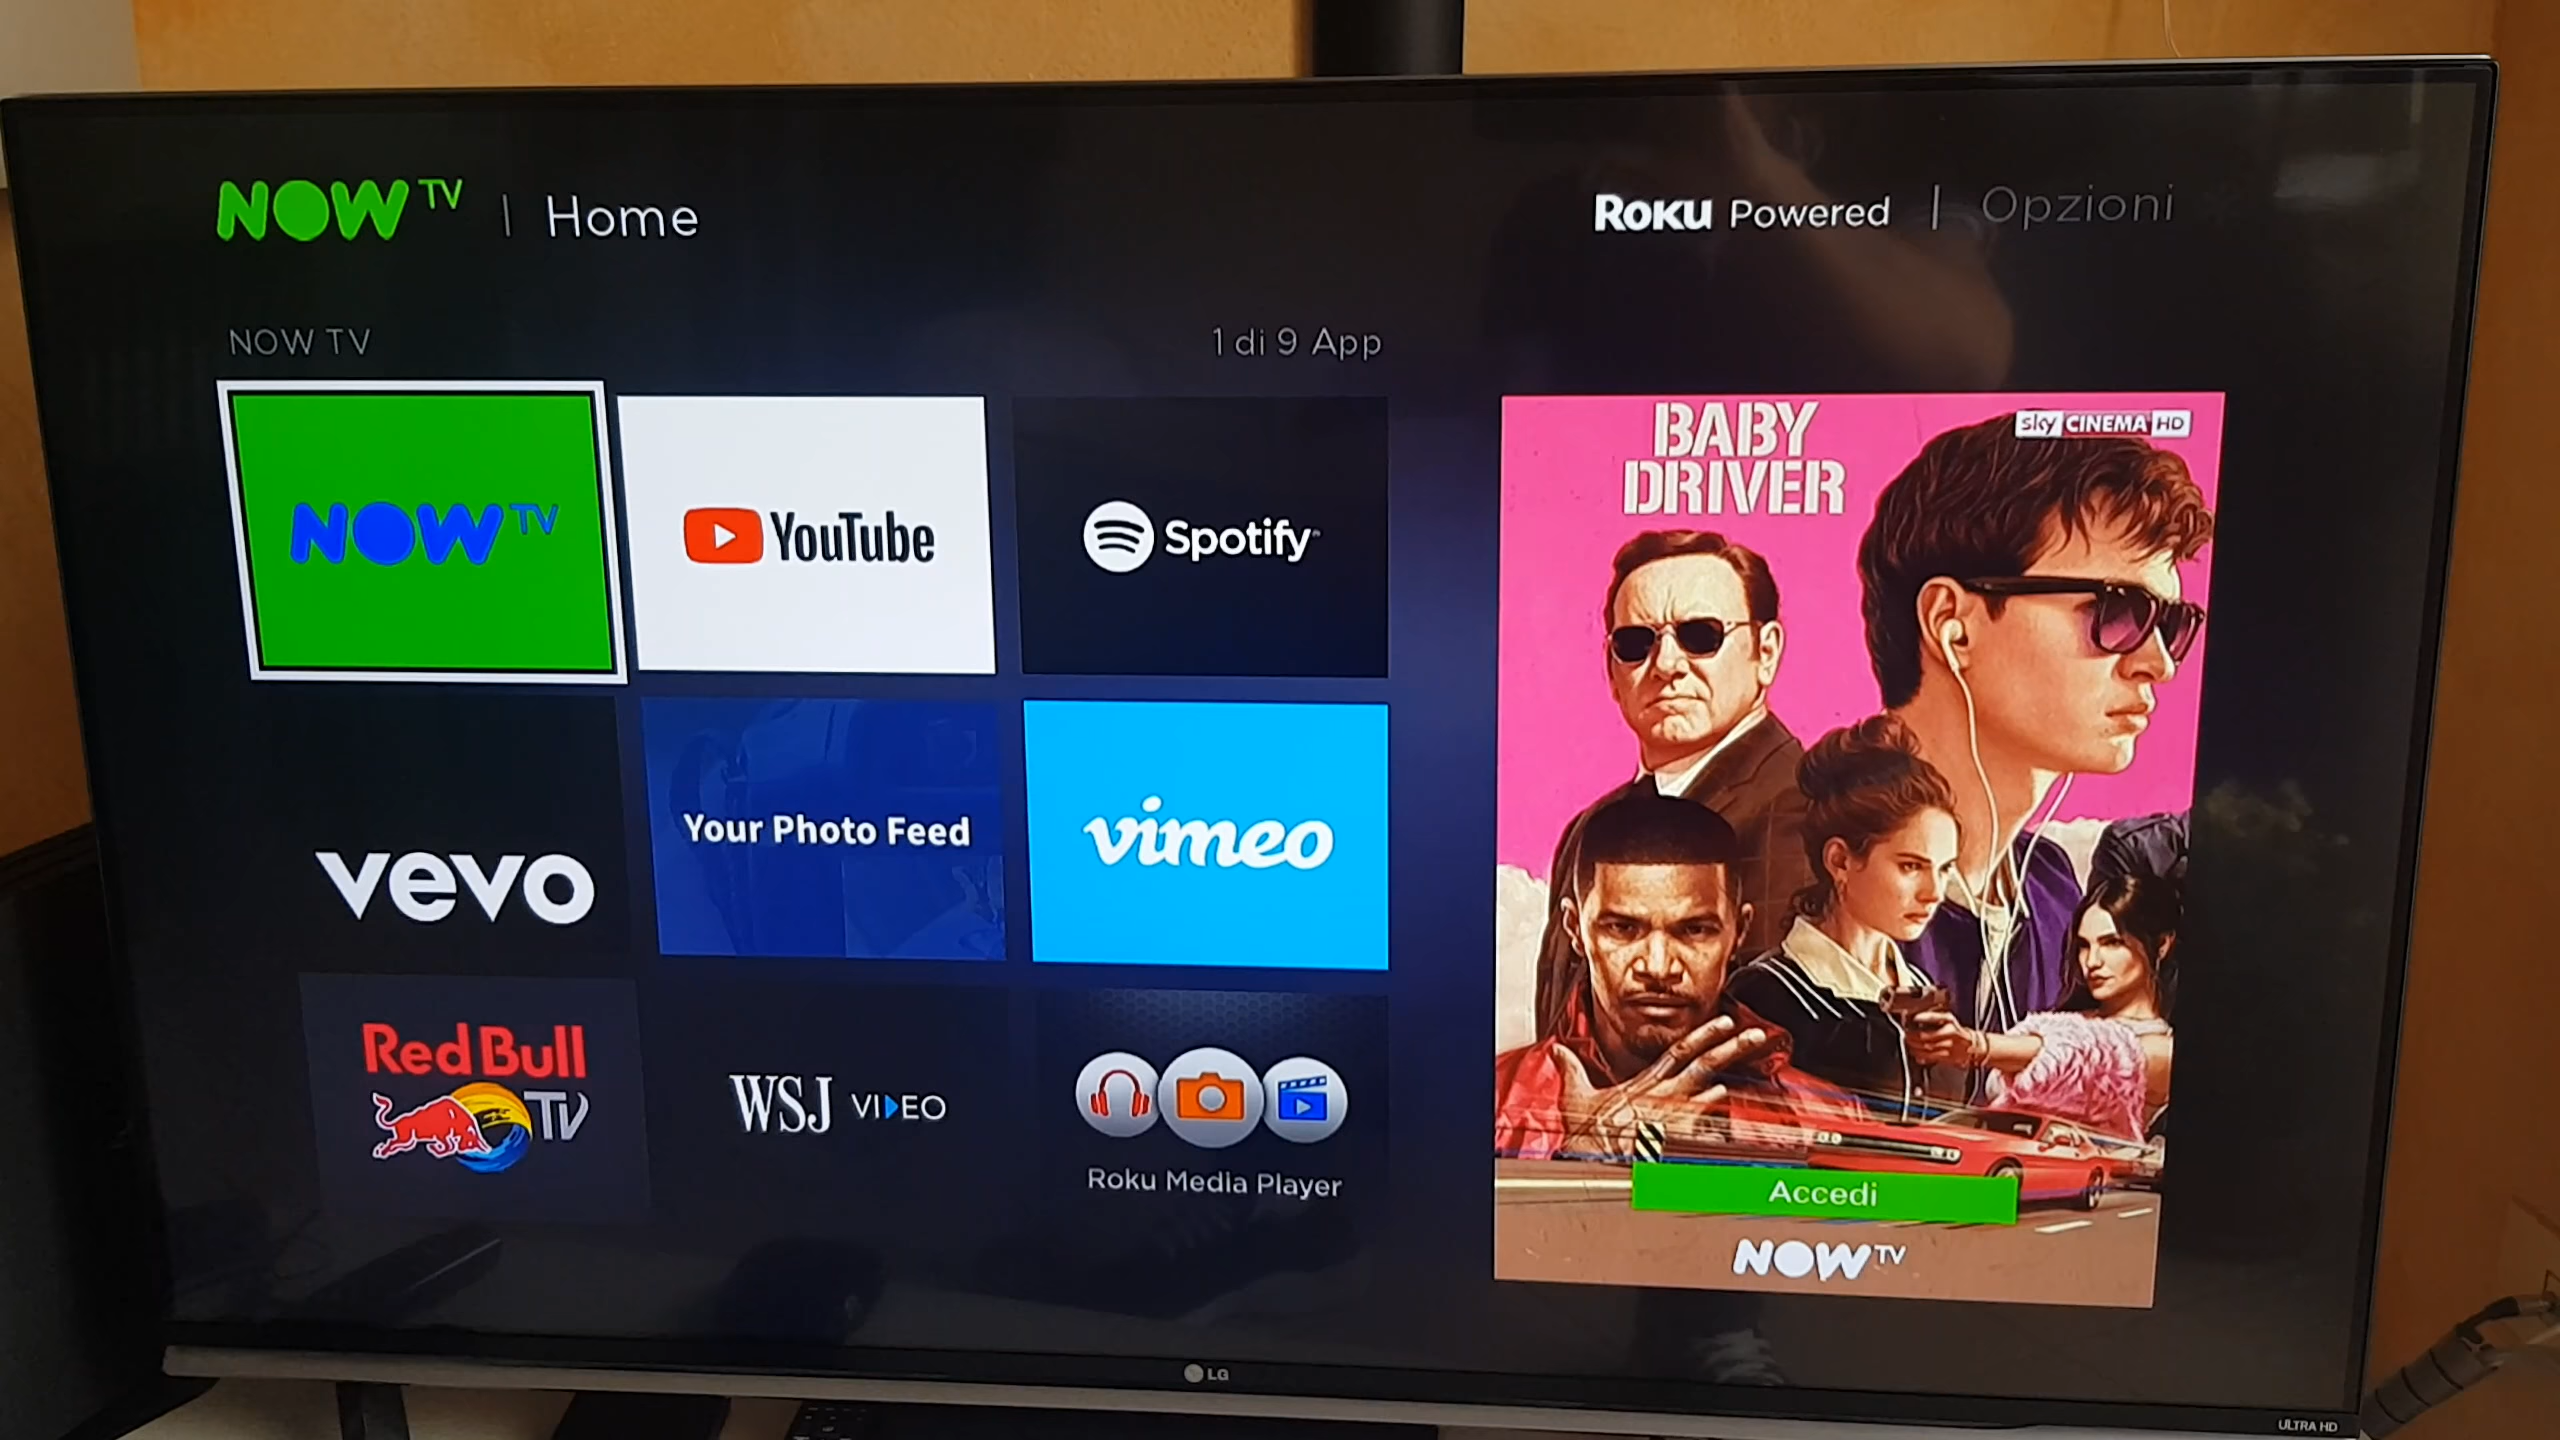 NOW TV | Home
Roku Powered | Opzioni
NOW TV
1 di 9 App
NOW TV
YouTube
Spotify
vevo
Your Photo Feed
vimeo
Red Bull
TV
WSJ VIDEO
Roku Media Player
BABY
DRIVER
sky CINEMA HD
Accedi
NOW TV
LG
ULTRA HD